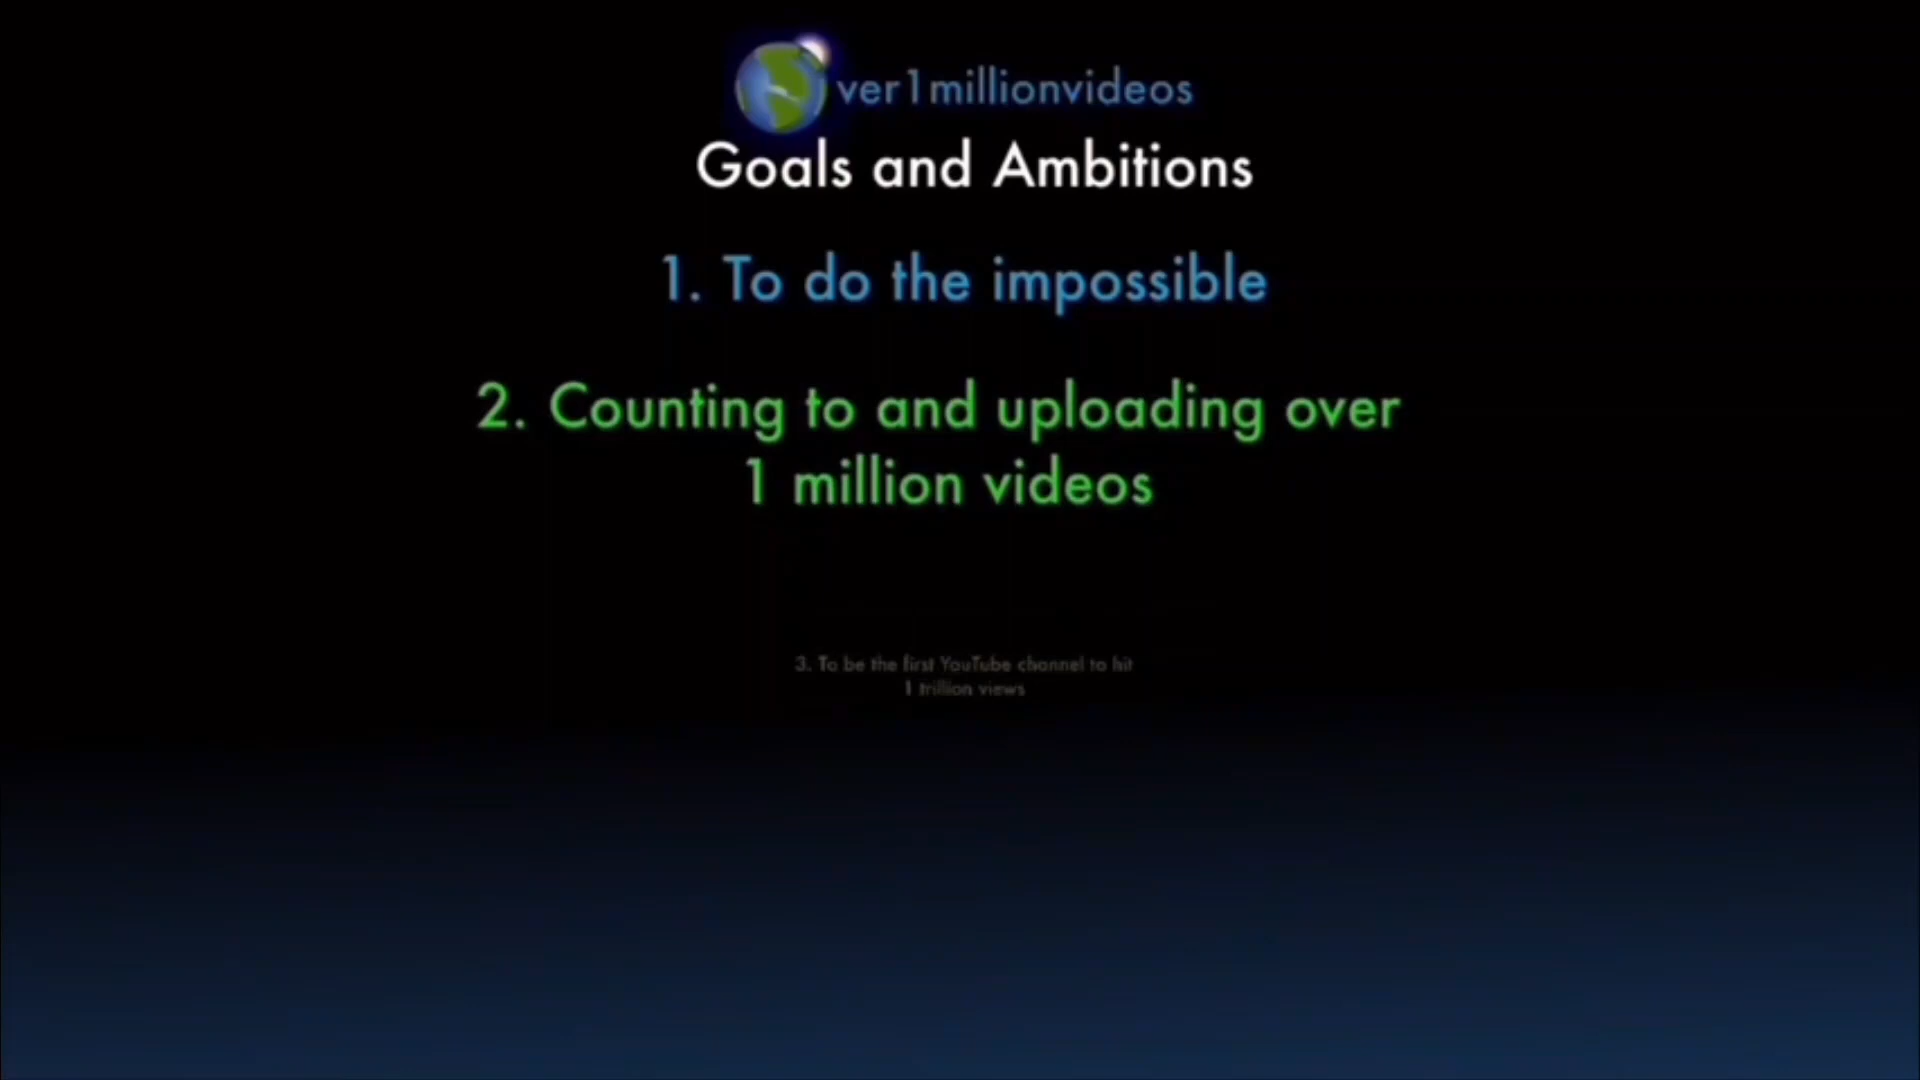 ver1millionvideos
Goals and Ambitions
1. To do the impossible
2. Counting to and uploading over
1 million videos
3. To be the first YouTube channel to hit
1 trillion views